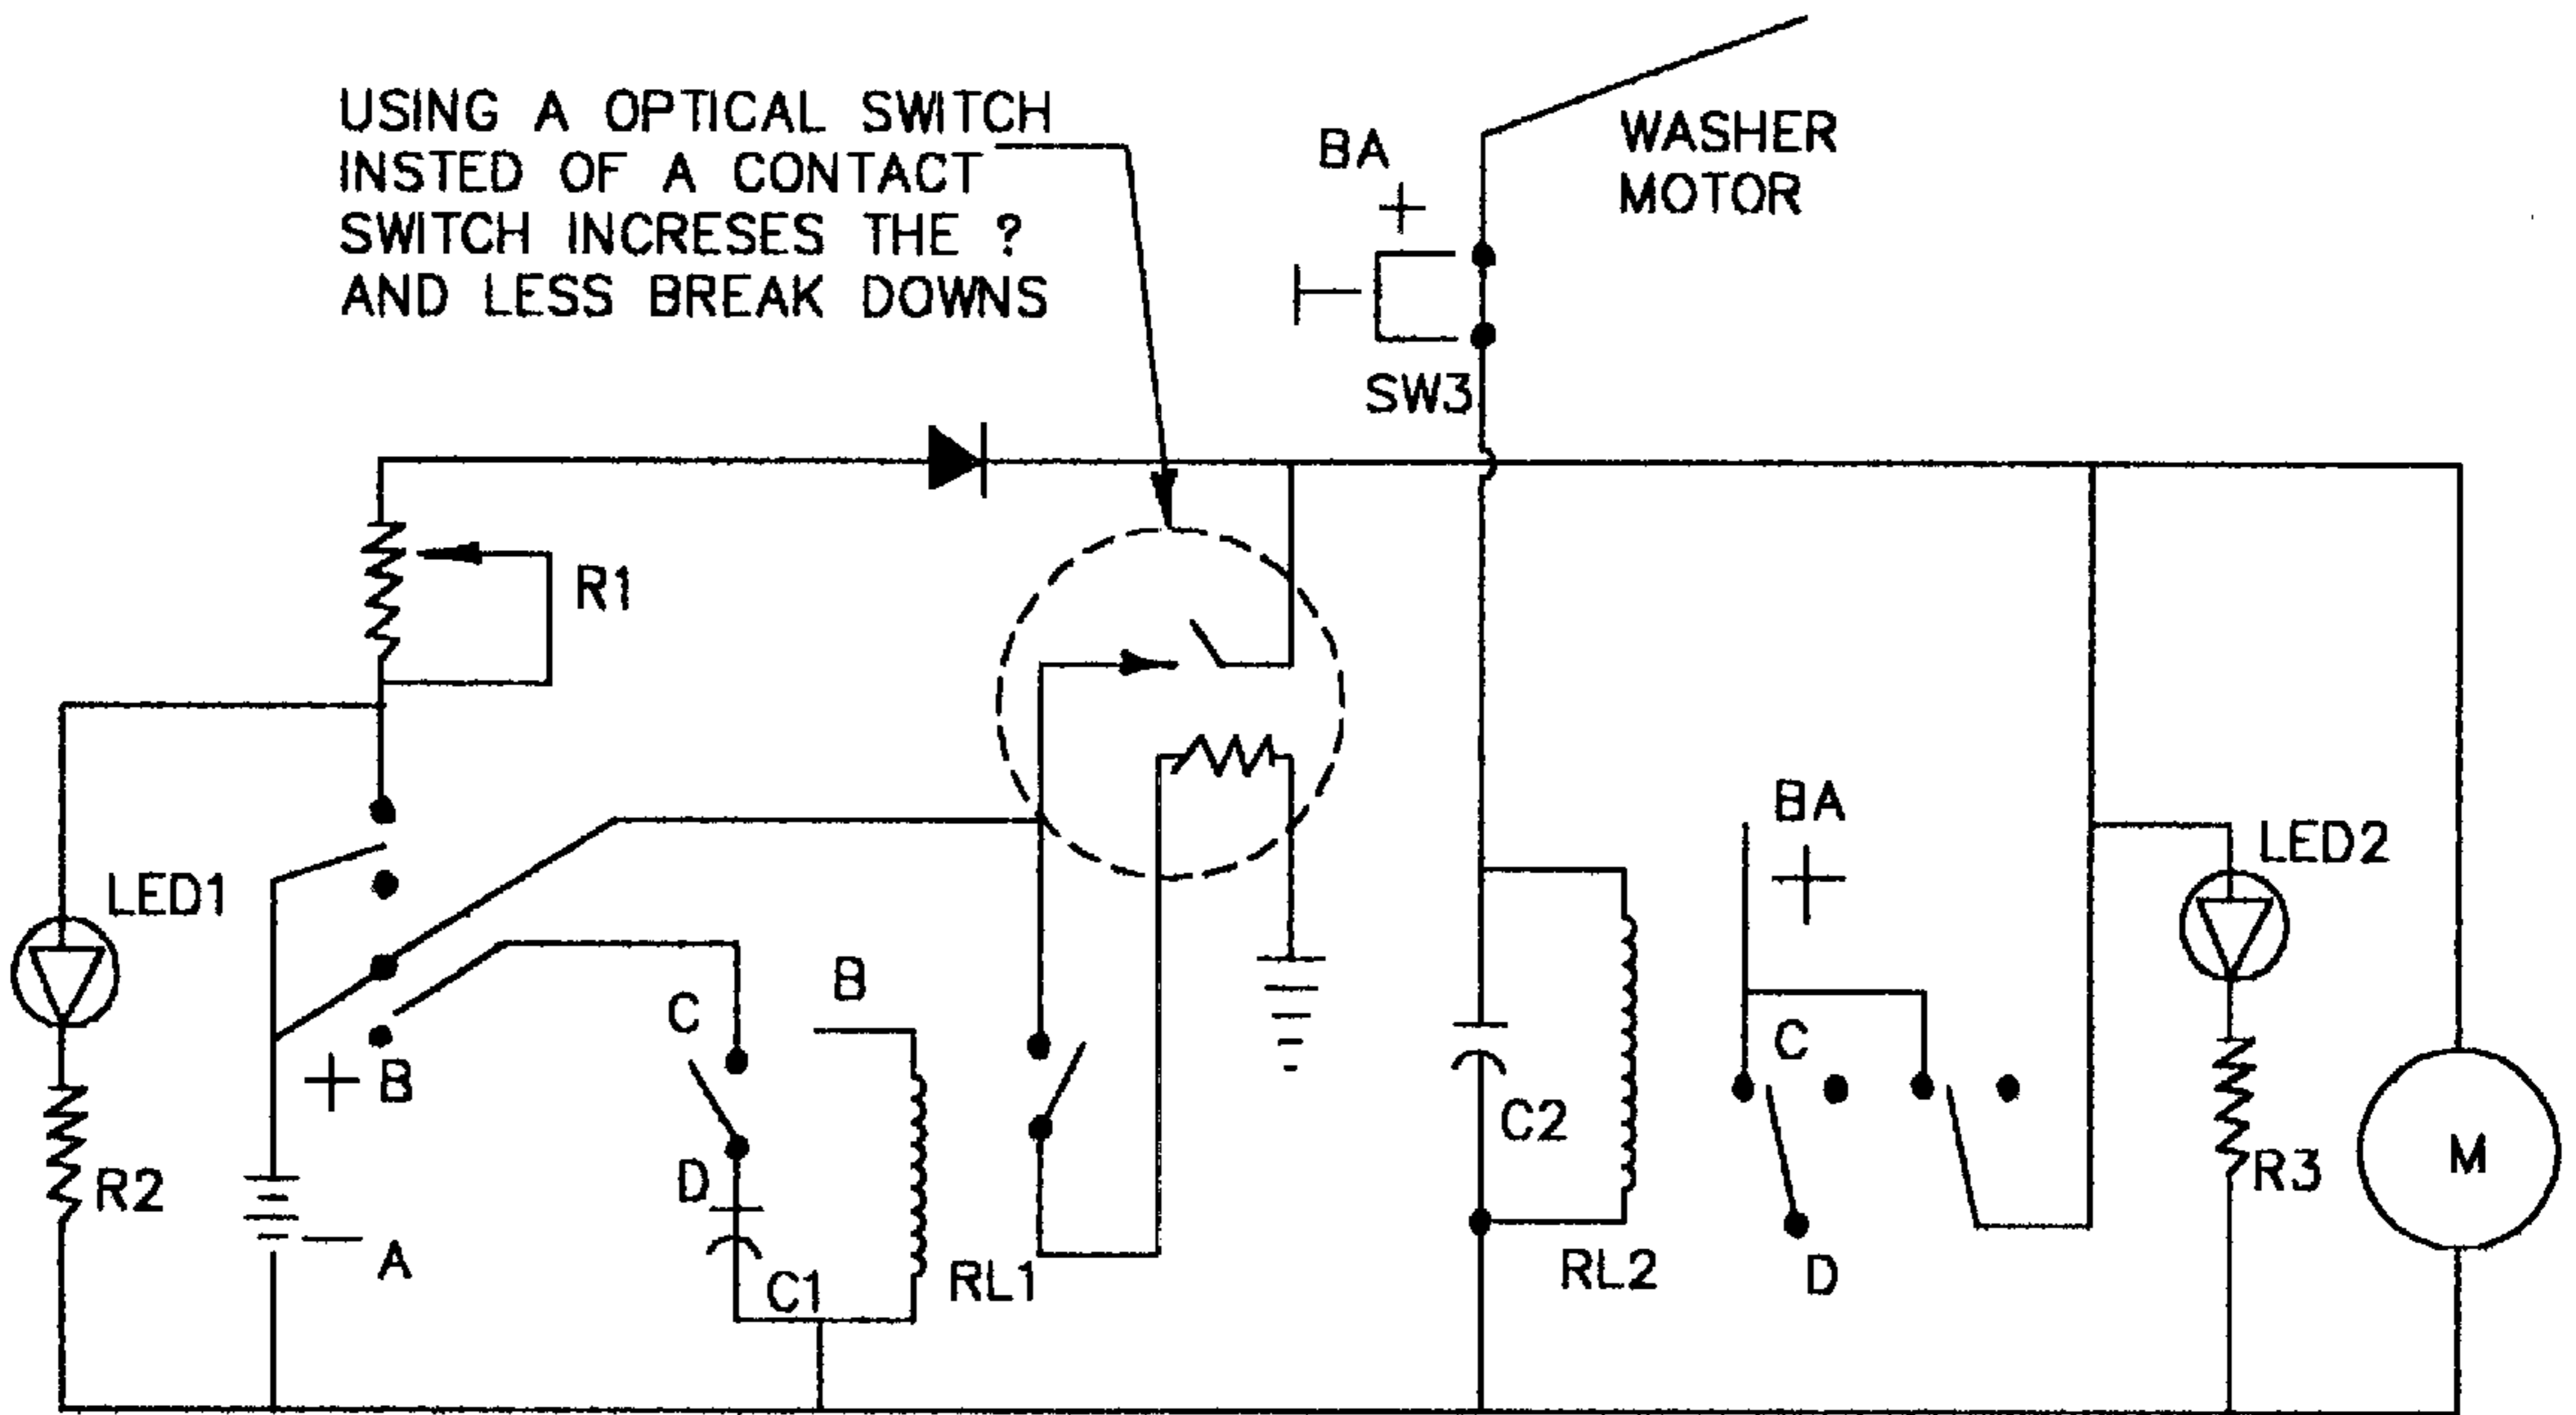 USING A OPTICAL SWITCH
INSTED OF A CONTACT
SWITCH INCRESES THE ?
AND LESS BREAK DOWNS
WASHER
MOTOR
BA
+
SW3
R1
BA
+
LED1
LED2
B
C
C
+ B
C2
D
R2
R3
M
— A
C1
RL1
RL2
D